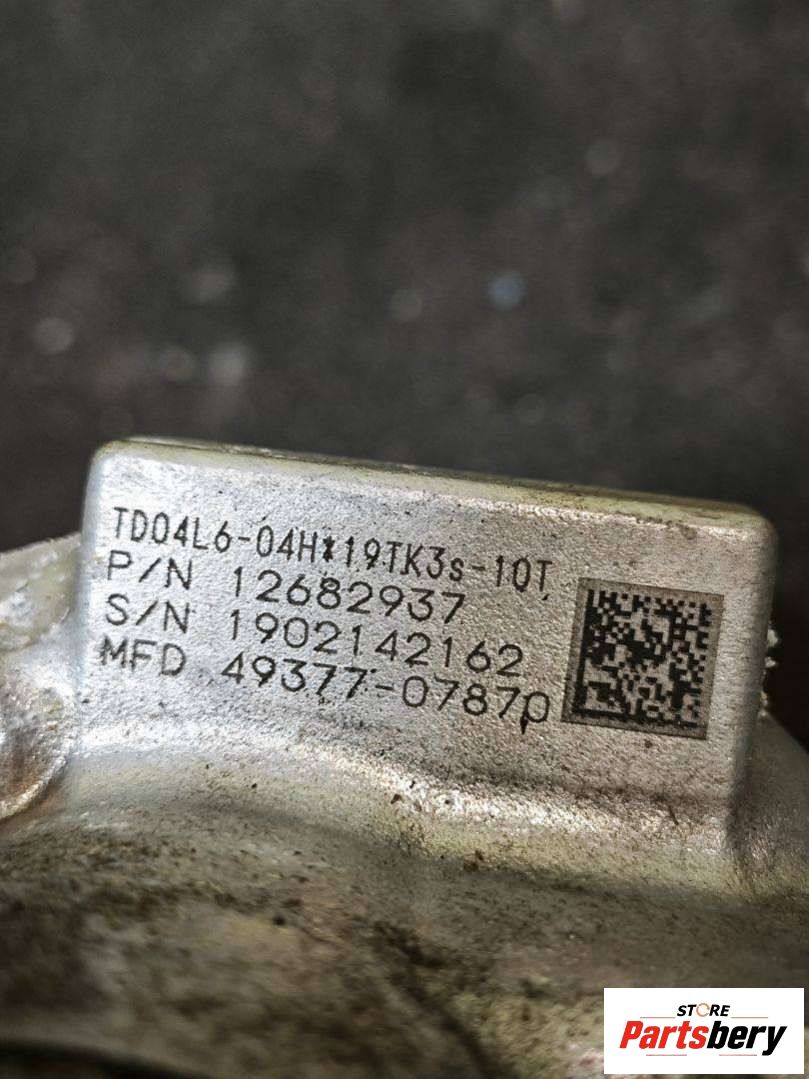 TD04L6-04H*19TK3s-10T
P/N 12682937
S/N 1902142162
MFD 49377-07870
STORE
Partsbery